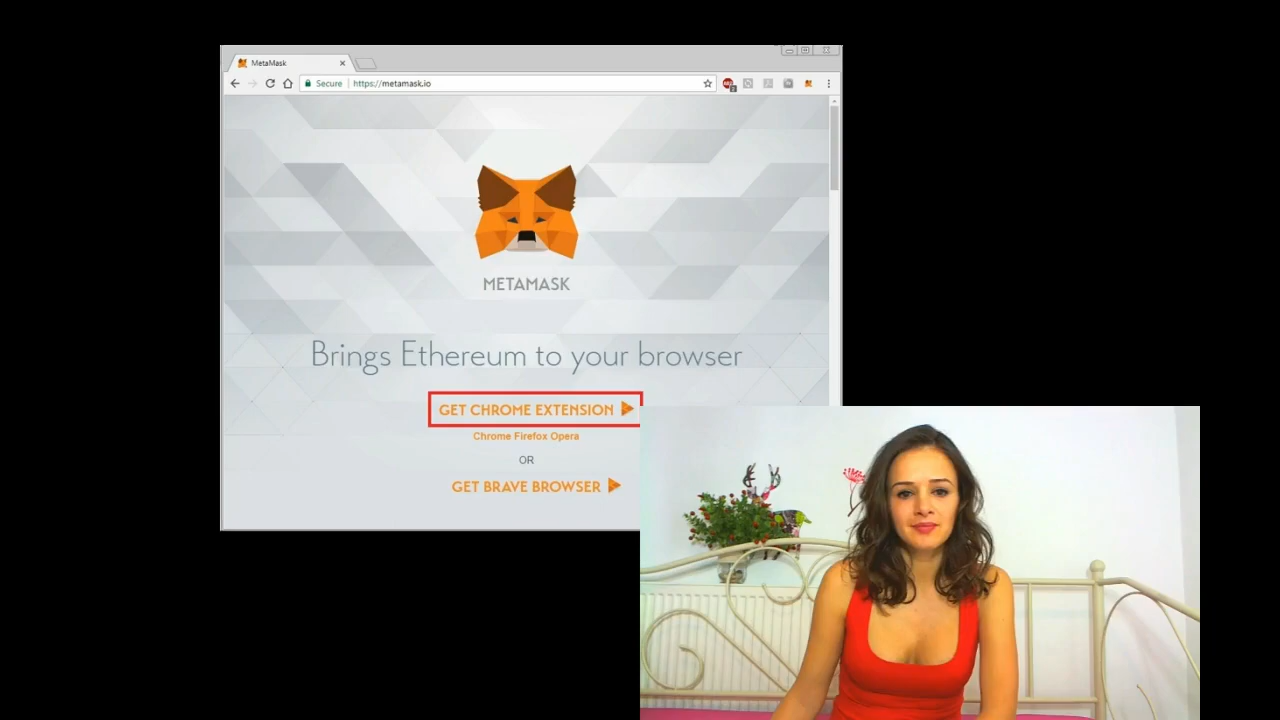 MetaMask
Secure
https://metamask.io
METAMASK
Brings Ethereum to your browser
GET CHROME EXTENSION
Chrome Firefox Opera
OR
GET BRAVE BROWSER